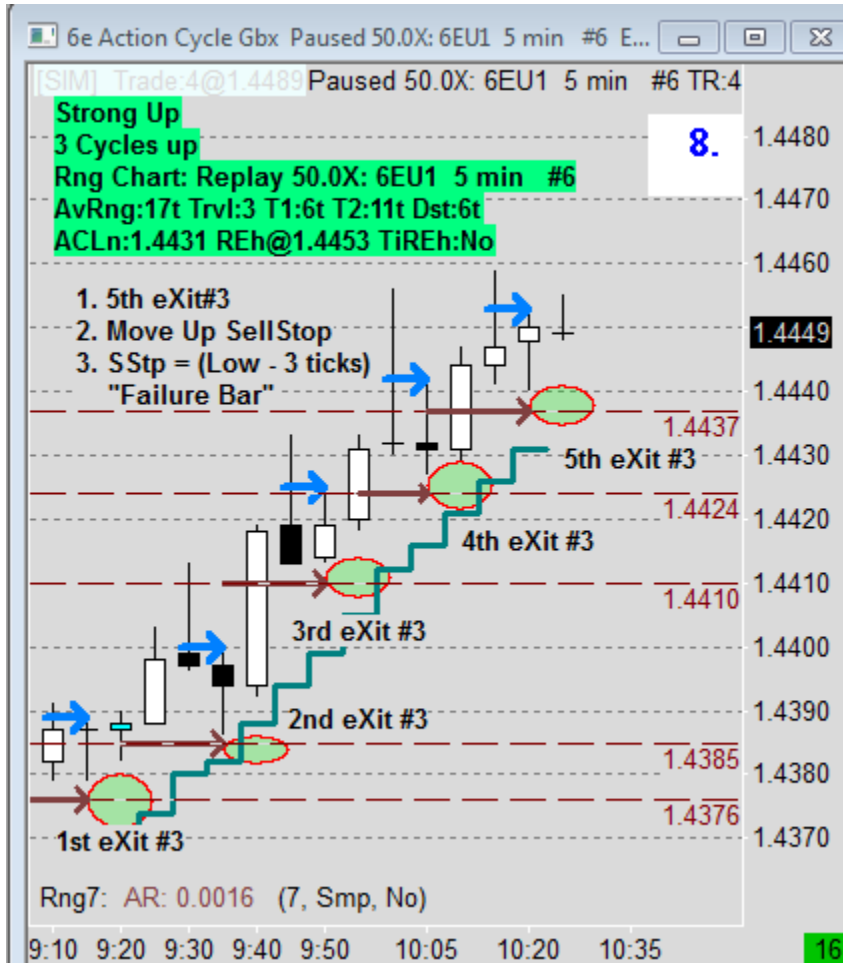 6e Action Cycle Gbx Paused 50.0X: 6EU1 5 min #6 E...
[SIM] Trade:4@1.4489 Paused 50.0X: 6EU1 5 min #6 TR:4
Strong Up
3 Cycles up
Rng Chart: Replay 50.0X: 6EU1 5 min #6
AvRng:17t Trvl:3 T1:6t T2:11t Dst:6t
ACLn:1.4431 REh@1.4453 TiREh:No
8.
1. 5th eXit#3
2. Move Up SellStop
3. SStp = (Low - 3 ticks)
"Failure Bar"
1.4480
1.4470
1.4460
1.4449
1.4440
1.4430
1.4420
1.4410
1.4400
1.4390
1.4380
1.4370
1.4437
5th eXit #3
1.4424
4th eXit #3
1.4410
3rd eXit #3
2nd eXit #3
1.4385
1.4376
1st eXit #3
Rng7: AR: 0.0016 (7, Smp, No)
9:10 9:20 9:30 9:40 9:50 10:05 10:20 10:35 16